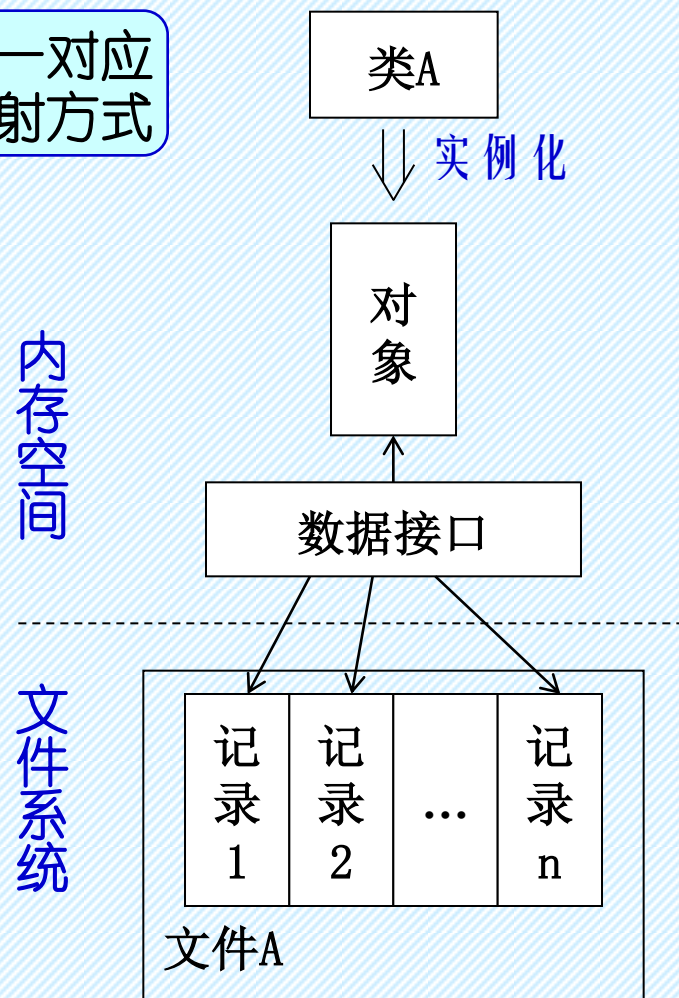 一对应
射方式
类A
实例化
对象
内存空间
数据接口
文件系统
记录1
记录2
…
记录n
文件A